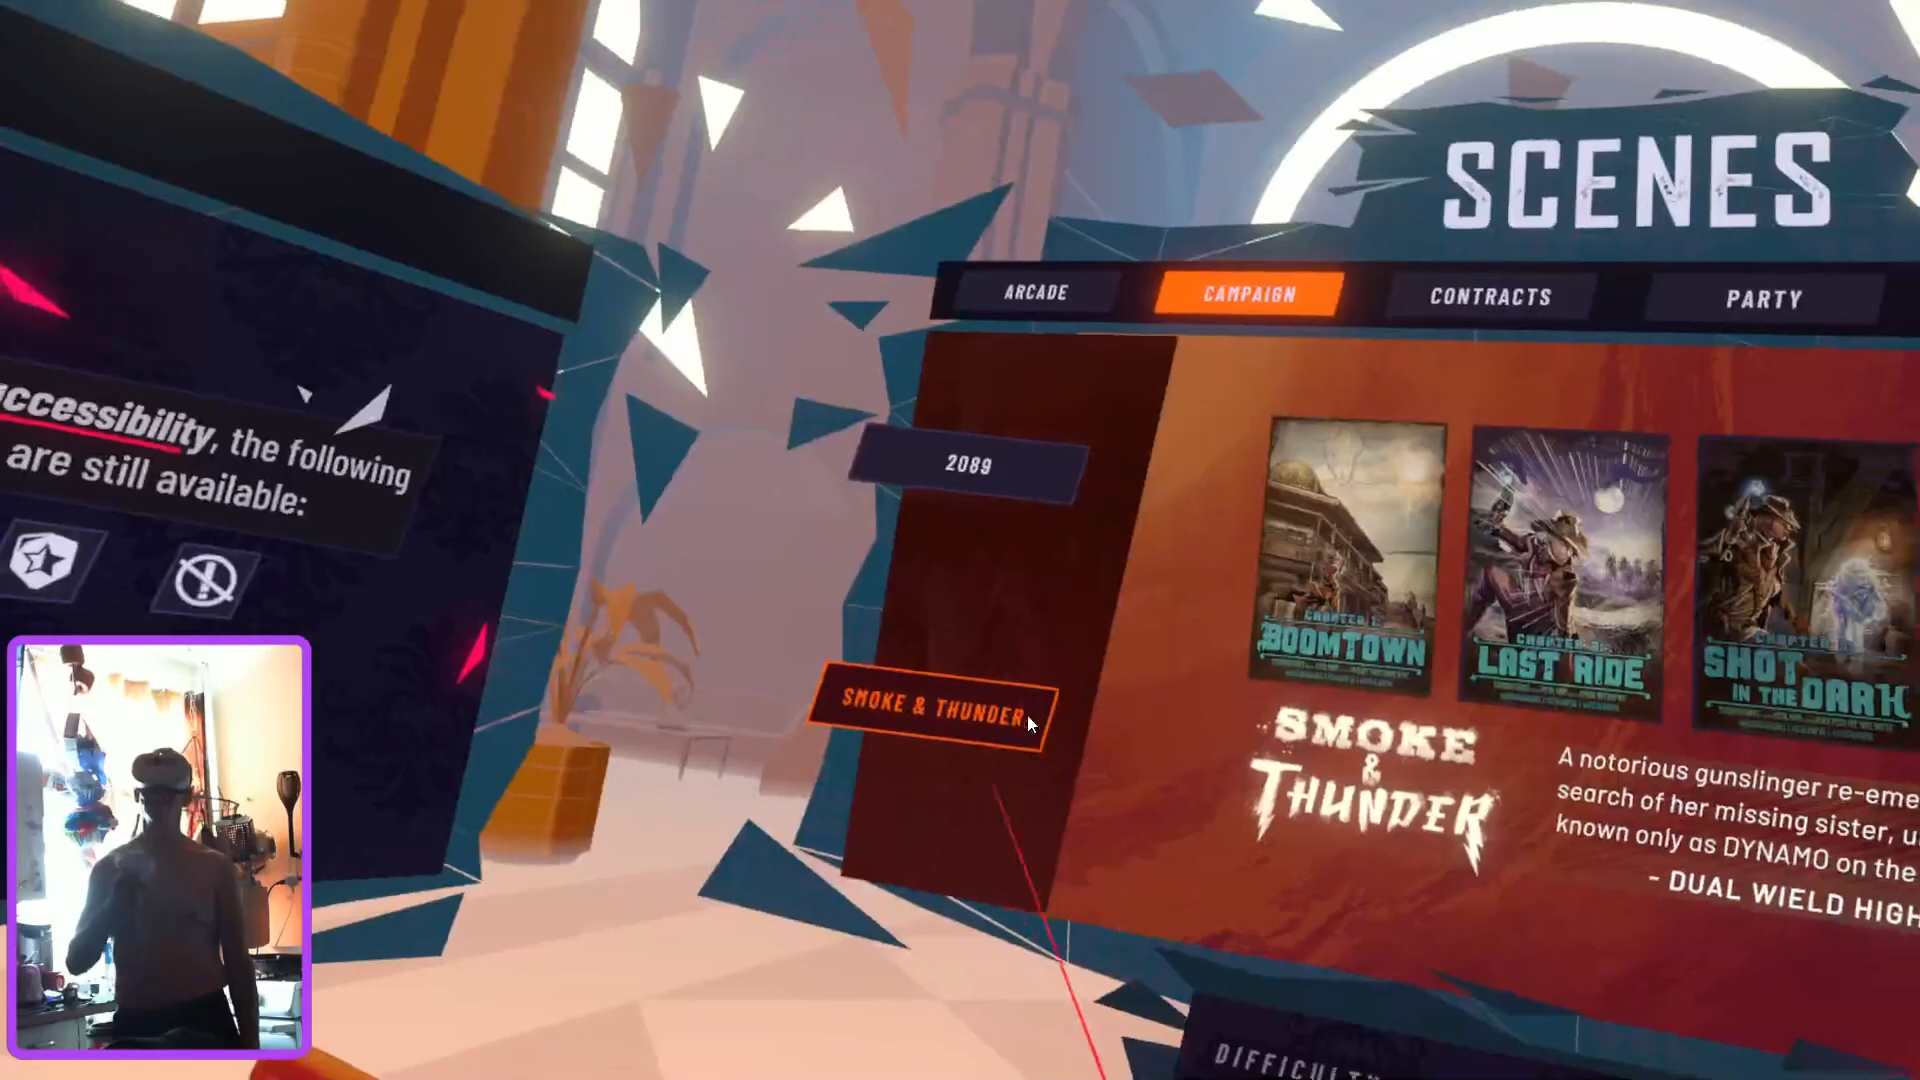 SCENES
ARCADE
CAMPAIGN
CONTRACTS
PARTY
ccessibility, the following
are still available:
2089
SMOKE & THUNDER
BOOMTOWN
LAST RIDE
SHOT
IN THE DARK
SMOKE
&
THUNDER
A notorious gunslinger re-eme
search of her missing sister, u
known only as DYNAMO on the
- DUAL WIELD HIGH
DIFFICULTY